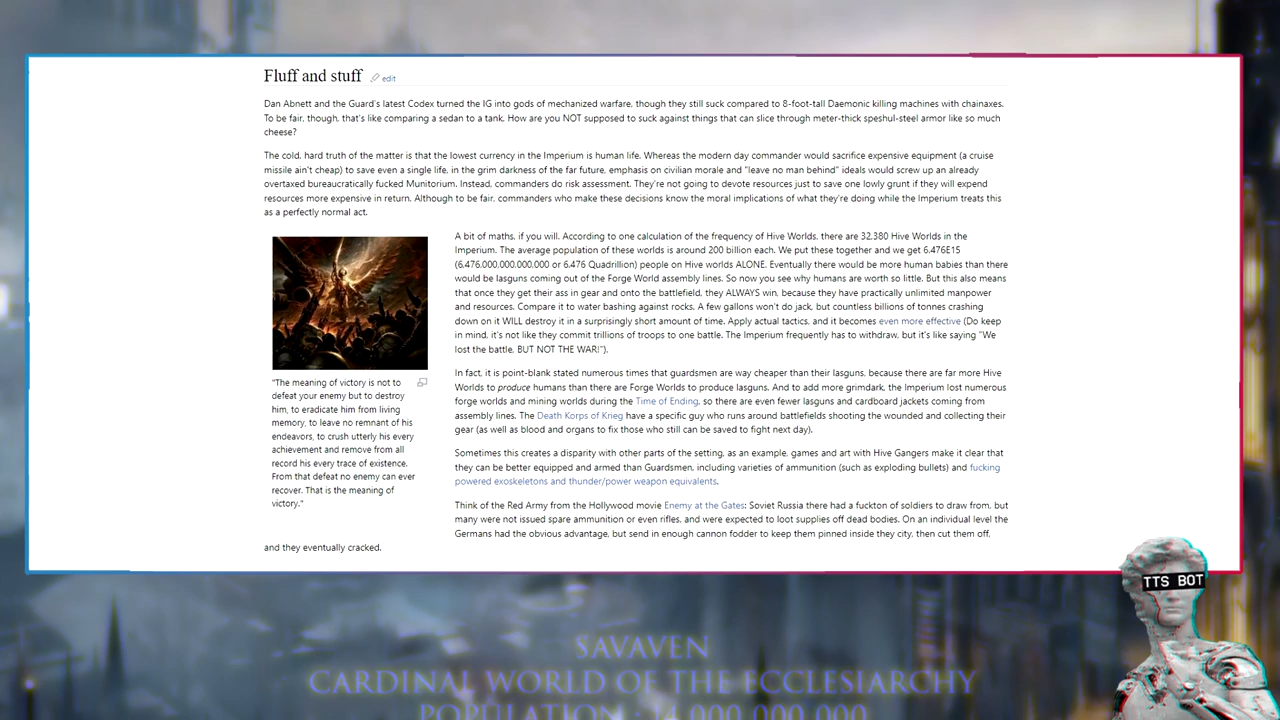 Fluff and stuff edit
Dan Abnett and the Guard's latest Codex turned the IG into gods of mechanized warfare, though they still suck compared to 8-foot-tall Daemonic killing machines with chainaxes.
To be fair, though, that's like comparing a sedan to a tank. How are you NOT supposed to suck against things that can slice through meter-thick speshul-steel armor like so much
cheese?
The cold, hard truth of the matter is that the lowest currency in the Imperium is human life. Whereas the modern day commander would sacrifice expensive equipment (a cruise
missile ain't cheap) to save even a single life, in the grim darkness of the far future, emphasis on civilian morale and "leave no man behind" ideals would screw up an already
overtaxed bureaucratically fucked Munitorum. Instead, commanders do risk assessment. They're not going to devote resources just to save one lowly grunt if they will expend
resources more expensive in return. Although to be fair, commanders who make these decisions know the moral implications of what they're doing while the Imperium treats this
as a perfectly normal act.
A bit of maths, if you will. According to one calculation of the frequency of Hive Worlds, there are 32,380 Hive Worlds in the
Imperium. The average population of these worlds is around 200 billion each. We put these together and we get 6.476E15
(6,476,000,000,000,000 or 6.476 Quadrillion) people on Hive worlds ALONE. Eventually there would be more human babies than there
would be lasguns coming out of the Forge World assembly lines. So now you see why humans are worth so little. But this also means
that once they get their ass in gear and onto the battlefield, they ALWAYS win, because they have practically unlimited manpower
and resources. Compare it to water bashing against rocks. A few gallons won't do jack, but countless billions of tonnes crashing
down on it WILL destroy it in a surprisingly short amount of time. Apply actual tactics, and it becomes even more effective (Do keep
in mind, it's not like they commit trillions of troops to one battle. The Imperium frequently has to withdraw, but it's like saying "We
lost the battle, BUT NOT THE WAR!").
"The meaning of victory is not to
defeat your enemy but to destroy
him, to eradicate him from living
memory, to leave no remnant of his
endeavors, to crush utterly his every
achievement and remove from all
record his every trace of existence.
From that defeat no enemy can ever
recover. That is the meaning of
victory."
In fact, it is point-blank stated numerous times that guardsmen are way cheaper than their lasguns, because there are far more Hive
Worlds to produce humans than there are Forge Worlds to produce lasguns. And to add more grimdark, the Imperium lost numerous
forge worlds and mining worlds during the Time of Ending, so there are even fewer lasguns and cardboard jackets coming from
assembly lines. The Death Korps of Krieg have a specific guy who runs around battlefields shooting the wounded and collecting their
gear (as well as blood and organs to fix those who still can be saved to fight next day).
Sometimes this creates a disparity with other parts of the setting, as an example, games and art with Hive Gangers make it clear that
they can be better equipped and armed than Guardsmen, including varieties of ammunition (such as exploding bullets) and fucking
powered exoskeletons and thunder/power weapon equivalents.
Think of the Red Army from the Hollywood movie Enemy at the Gates: Soviet Russia there had a fuckton of soldiers to draw from, but
many were not issued spare ammunition or even rifles, and were expected to loot supplies off dead bodies. On an individual level the
Germans had the obvious advantage, but send in enough cannon fodder to keep them pinned inside they city, then cut them off,
and they eventually cracked.
TTS BOT
SAVAVEN
CARDINAL WORLD OF THE ECCLESIARCHY
POPULATION : 14,000,000,000